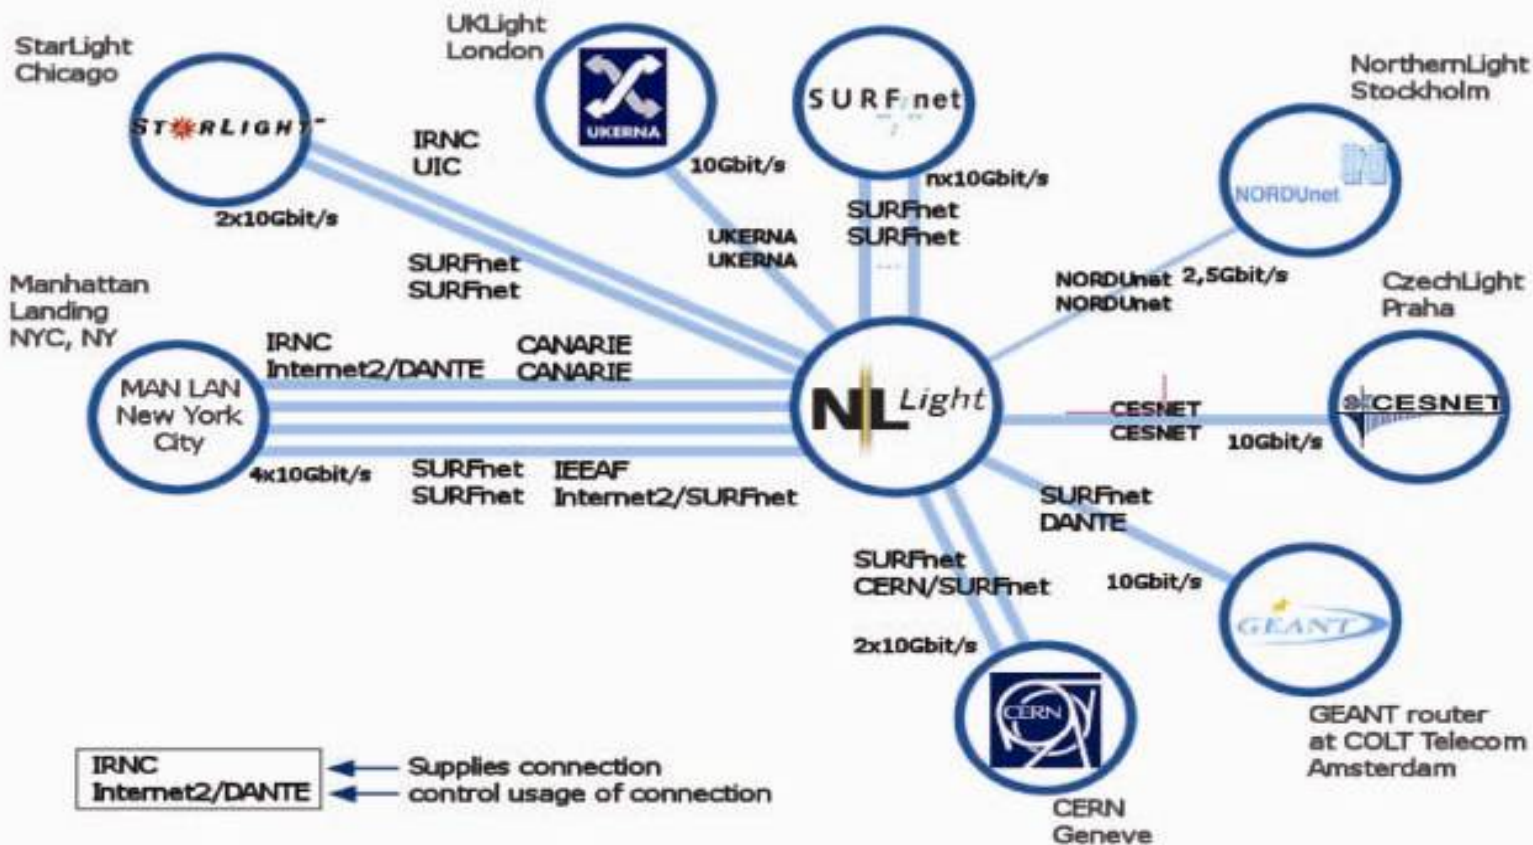 StarLight
Chicago
STARLIGHT™
2x10Gbit/s
IRNC
UIC
SURFnet
SURFnet
UKLight
London
UKERNA
10Gbit/s
UKERNA
UKERNA
SURFnet
nx10Gbit/s
SURFnet
SURFnet
...
NorthernLight
Stockholm
NORDUnet
2,5Gbit/s
NORDUnet
NORDUnet
CzechLight
Praha
CESNET
CESNET
CESNET
10Gbit/s
Manhattan
Landing
NYC, NY
MAN LAN
New York
City
4x10Gbit/s
IRNC
Internet2/DANTE
CANARIE
CANARIE
SURFnet
SURFnet
IEEAF
Internet2/SURFnet
NL Light
SURFnet
DANTE
10Gbit/s
GEANT
GEANT router
at COLT Telecom
Amsterdam
SURFnet
CERN/SURFnet
2x10Gbit/s
CERN
CERN
Geneve
IRNC
Internet2/DANTE
Supplies connection
control usage of connection